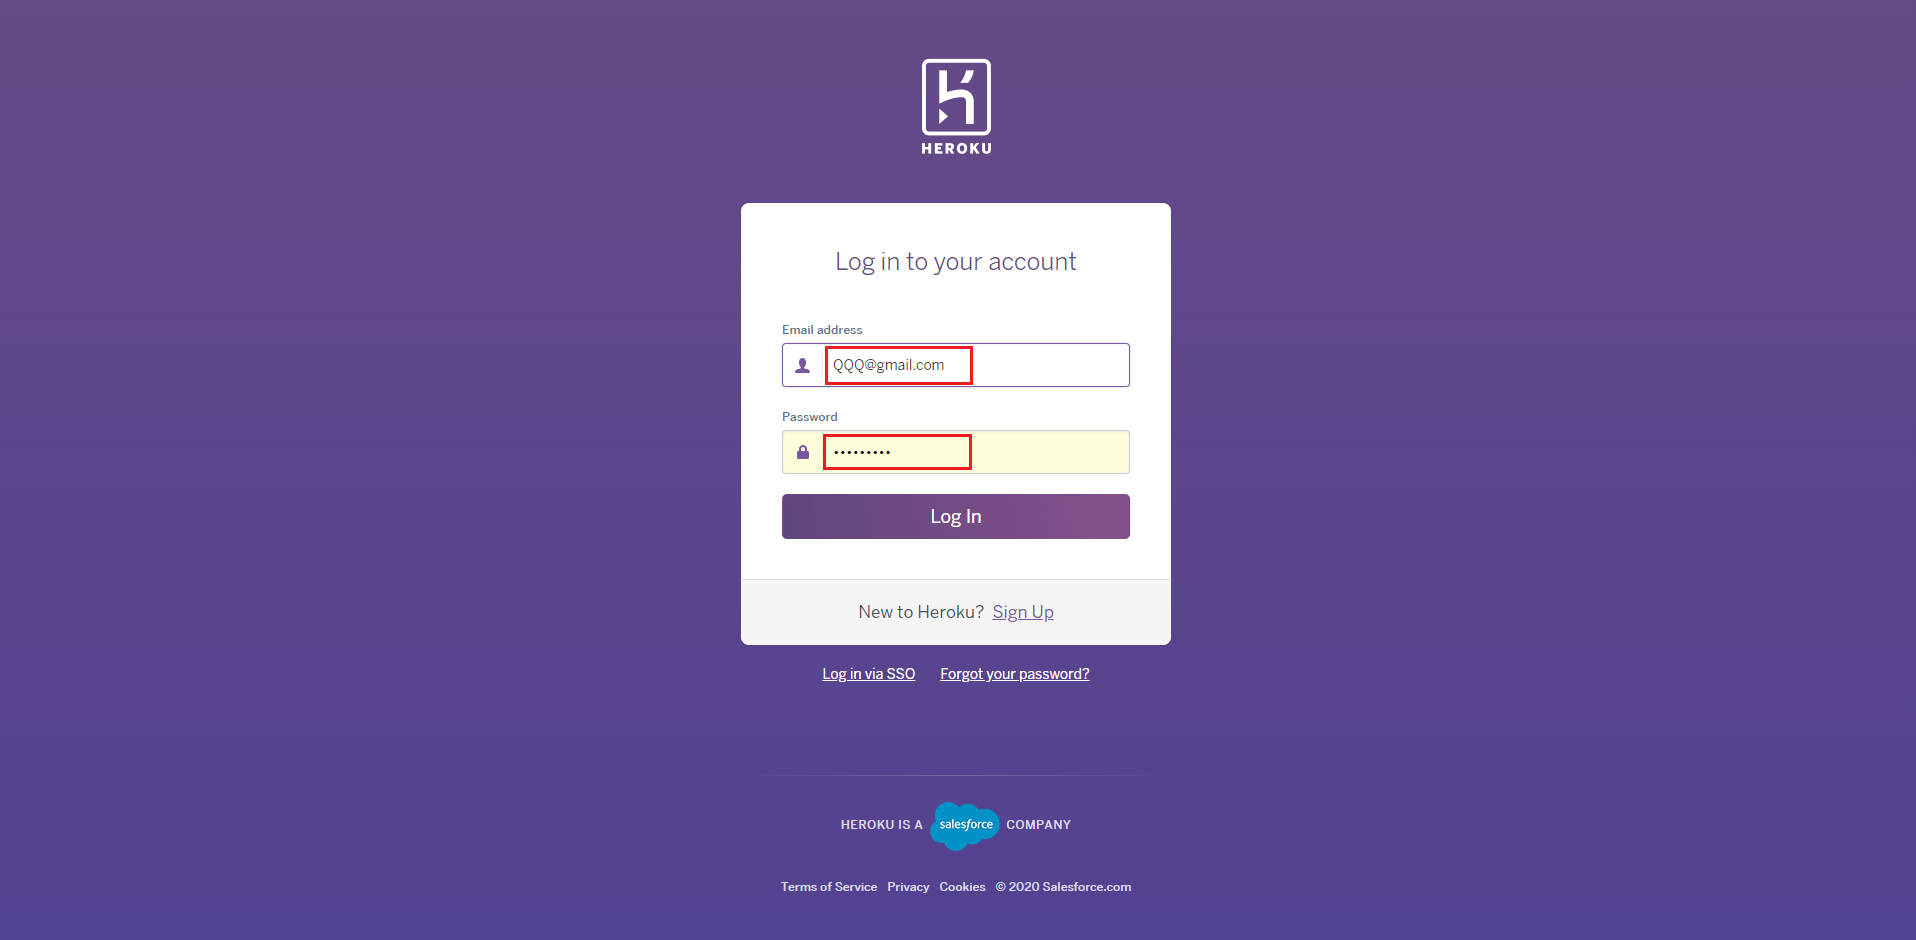 HEROKU
Log in to your account
Email address
QQQ@gmail.com
Password
•••••••••
Log In
New to Heroku? Sign Up
Log in via SSO Forgot your password?
HEROKU IS A salesforce COMPANY
Terms of Service Privacy Cookies © 2020 Salesforce.com